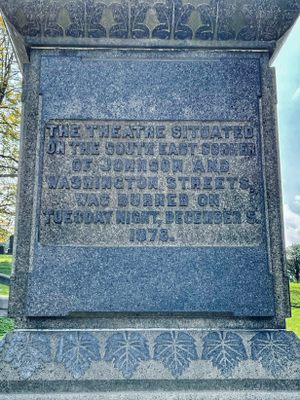 THE THEATRE SITUATED
ON THE SOUTH EAST CORNER
OF JOHNSON AND
WASHINGTON STREETS,
WAS BURNED ON
TUESDAY NIGHT, DECEMBER 5,
1876.